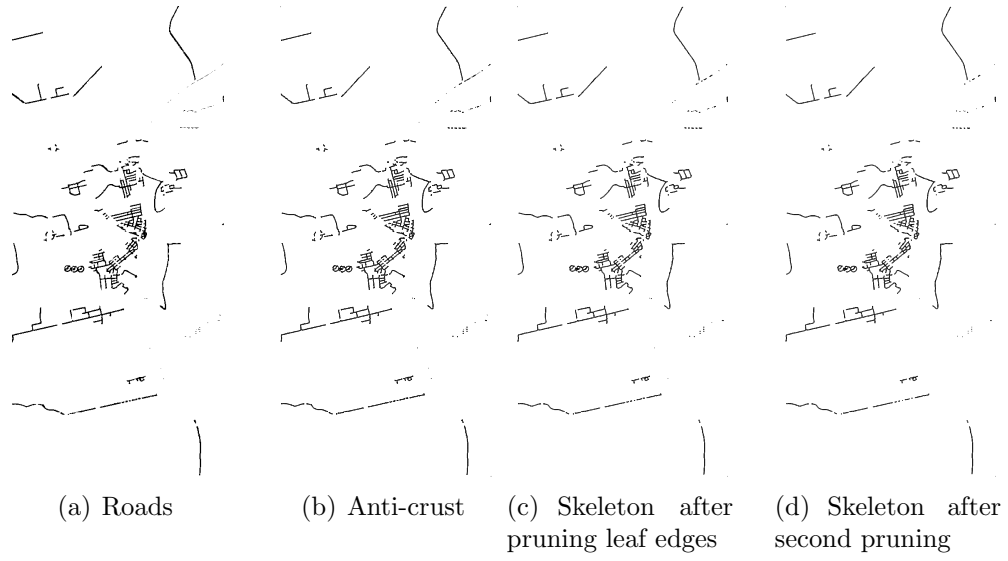 (a) Roads
(b) Anti-crust
(c) Skeleton after
pruning leaf edges
(d) Skeleton after
second pruning